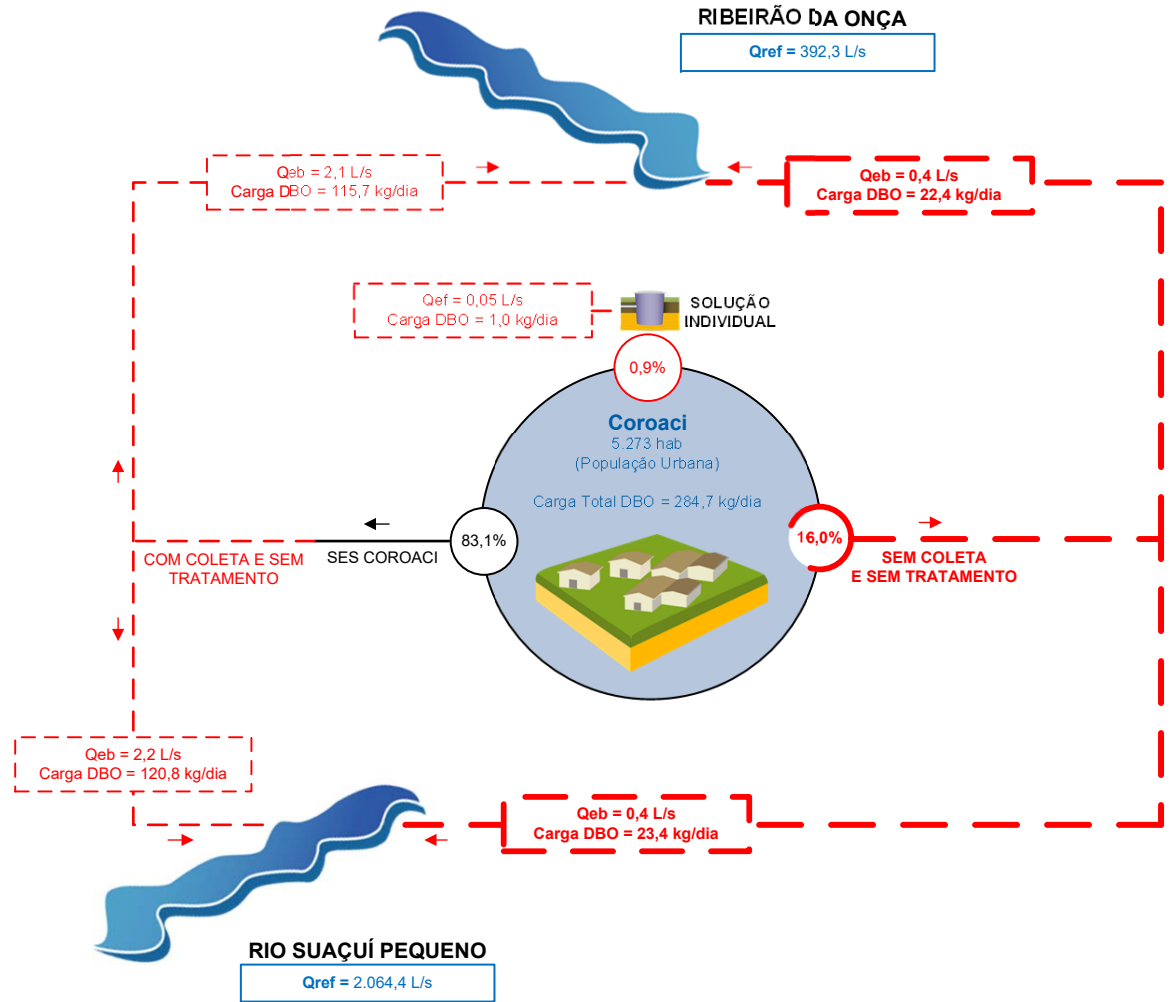 RIBEIRÃO DA ONÇA
Qref = 392,3 L/s
Qeb = 2,1 L/s
Carga DBO = 115,7 kg/dia
Qeb = 0,4 L/s
Carga DBO = 22,4 kg/dia
Qef = 0,05 L/s
Carga DBO = 1,0 kg/dia
SOLUÇÃO
INDIVIDUAL
0,9%
Coroaci
5.273 hab
(População Urbana)
Carga Total DBO = 284,7 kg/dia
83,1%
SES COROACI
COM COLETA E SEM
TRATAMENTO
16,0%
SEM COLETA
E SEM TRATAMENTO
Qeb = 2,2 L/s
Carga DBO = 120,8 kg/dia
Qeb = 0,4 L/s
Carga DBO = 23,4 kg/dia
RIO SUAÇUÍ PEQUENO
Qref = 2.064,4 L/s